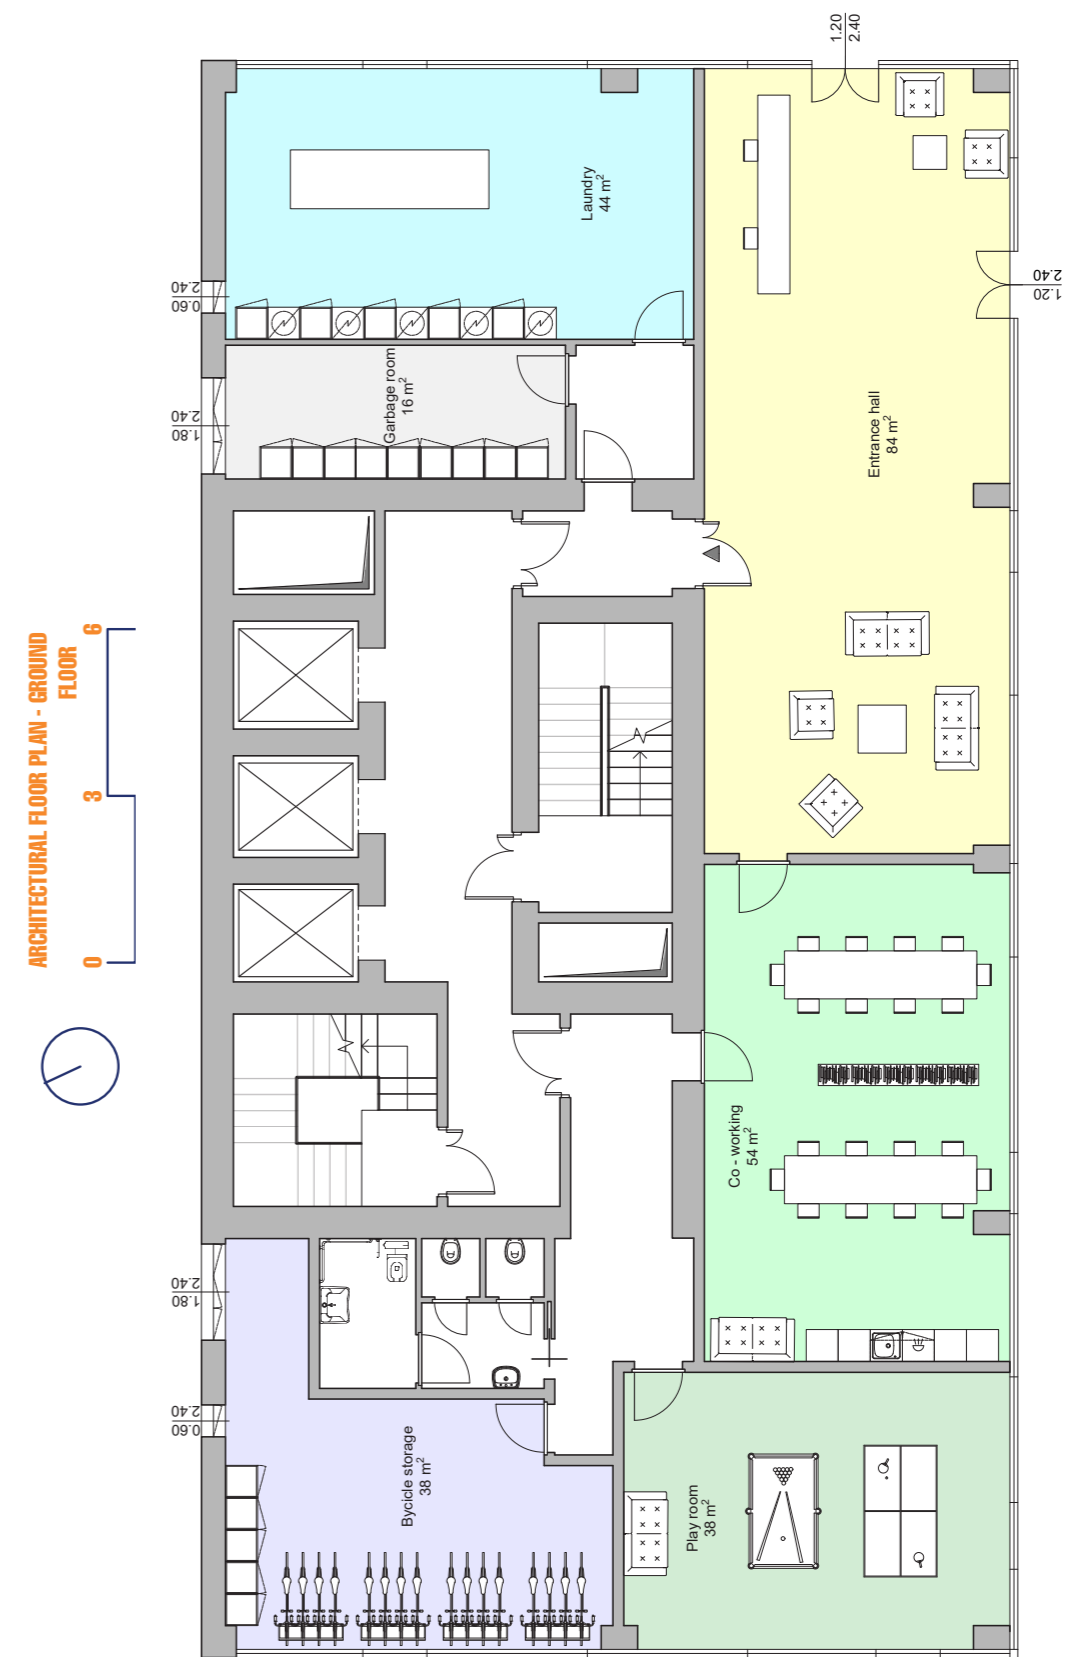 ARCHITECTURAL FLOOR PLAN - GROUND
FLOOR
0
3
6
1.20
2.40
Laundry
44 m²
2.40
0.60
2.40
1.20
Garbage room
16 m²
2.40
1.80
Entrance hall
84 m²
Co - working
54 m²
2.40
1.80
2.40
0.60
Bycicle storage
38 m²
Play room
38 m²